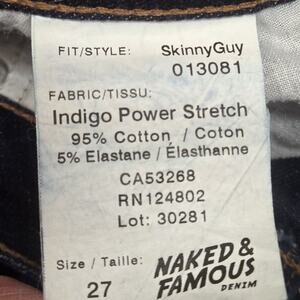 FIT/STYLE: SkinnyGuy
013081
FABRIC/TISSU:
Indigo Power Stretch
95% Cotton / Coton
5% Elastane / Élasthanne
CA53268
RN124802
Lot: 30281
Size / Taille:
27
NAKED &
FAMOUS
DENIM